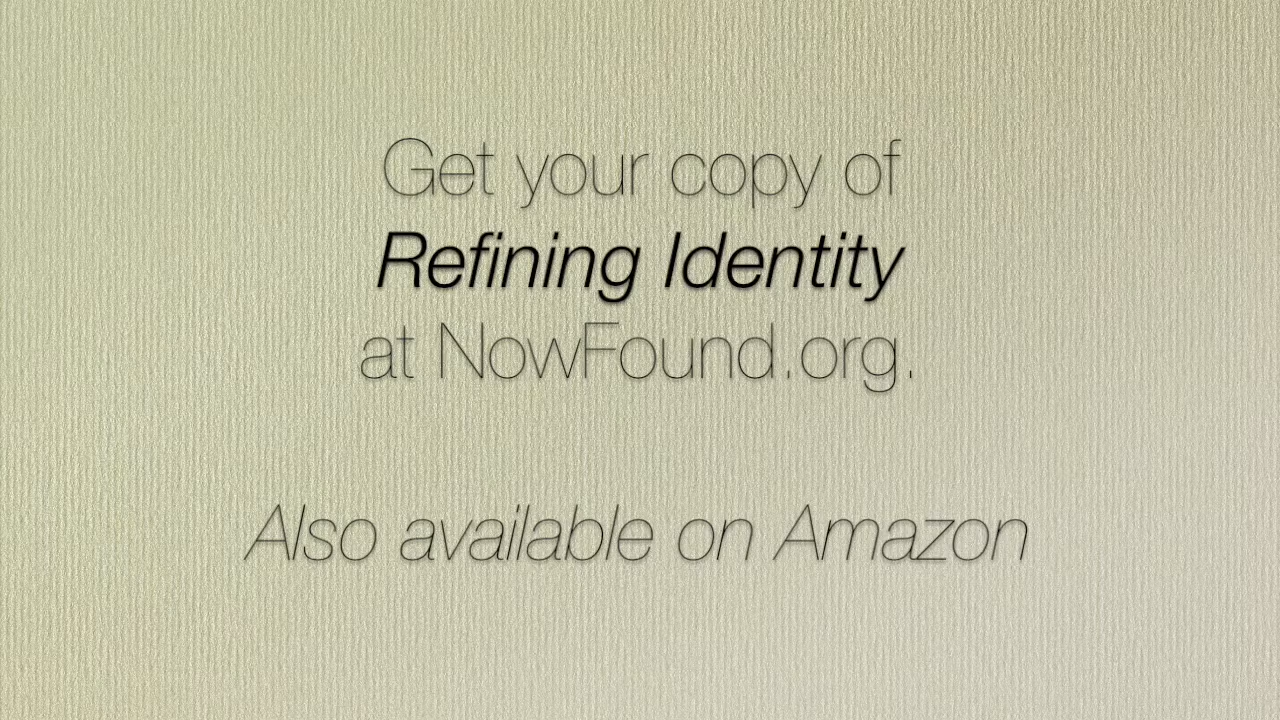 Get your copy of
Refining Identity
at NowFound.org.
Also available on Amazon